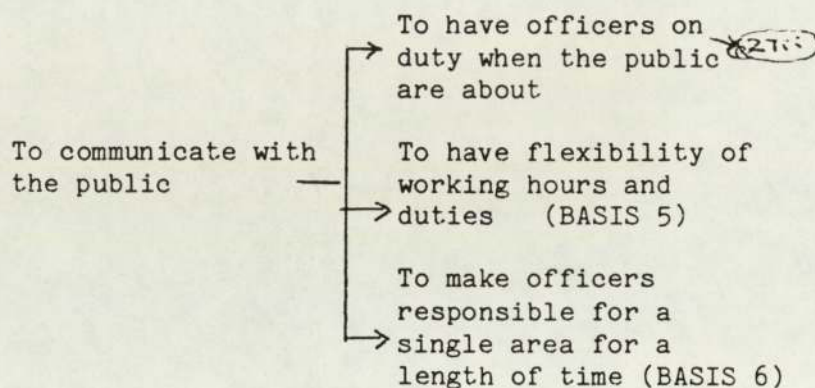 To have officers on
duty when the public
are about
To communicate with
the public
To have flexibility of
working hours and
duties (BASIS 5)
To make officers
responsible for a
single area for a
length of time (BASIS 6)